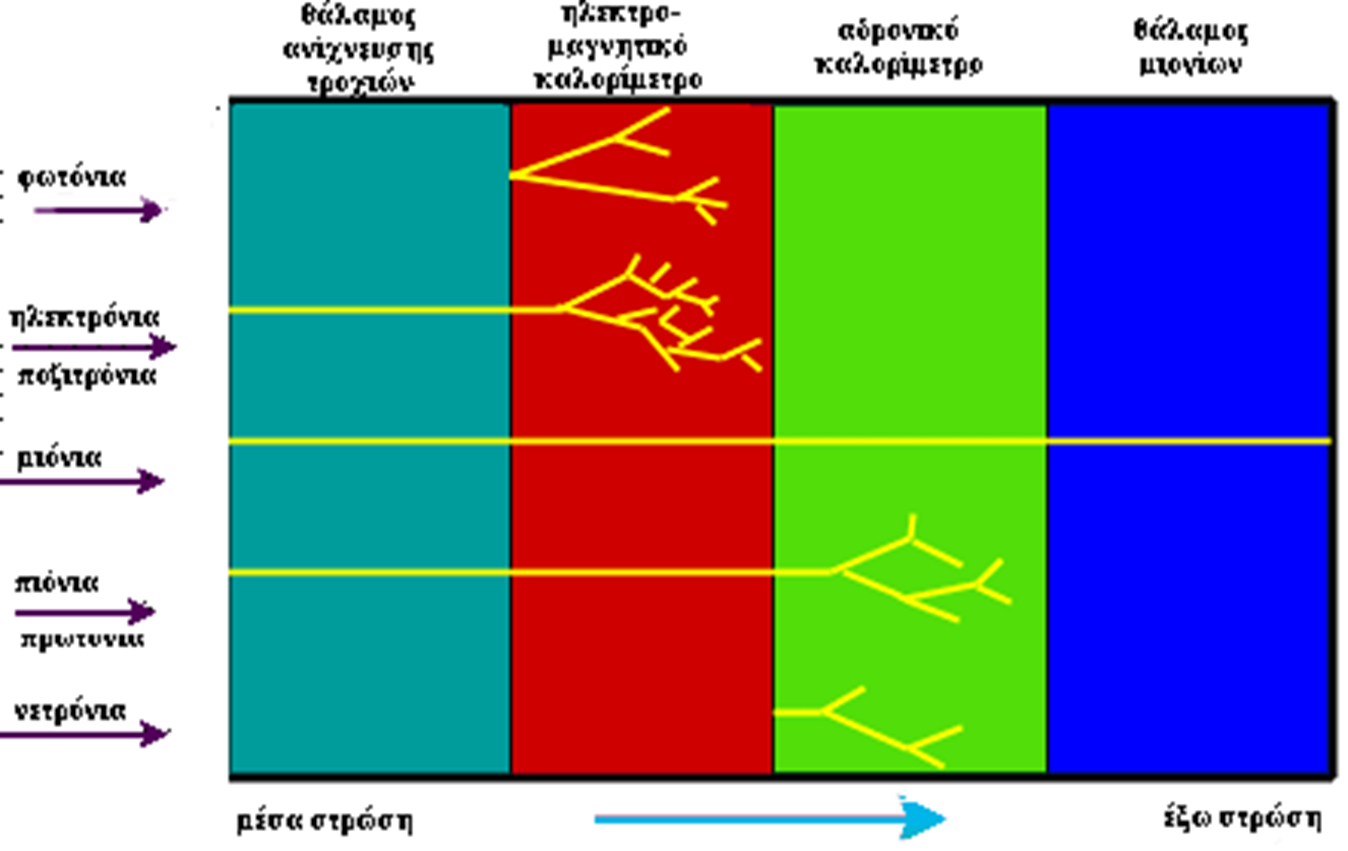 θάλαμος
ανίχνευσης
τροχιών
ηλεκτρο-
μαγνητικό
καλορίμετρο
αδρονικό
καλορίμετρο
θάλαμος
μιονίων
φωτόνια
ηλεκτρόνια
ποζιτρόνια
μιόνια
πιόνια
πρωτονια
νετρόνια
μέσα στρώση
έξω στρώση